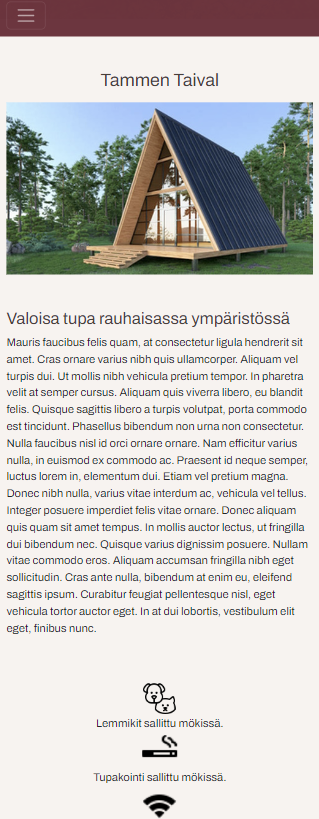 Tammen Taival
Valoisa tupa rauhaisassa ympäristössä
Mauris faucibus felis quam, at consectetur ligula hendrerit sit
amet. Cras ornare varius nibh quis ullamcorper. Aliquam vel
turpis dui. Ut mollis nibh vehicula pretium tempor. In pharetra
velit at semper cursus. Aliquam quis viverra libero, eu blandit
felis. Quisque sagittis libero a turpis volutpat, porta commodo
est tincidunt. Phasellus bibendum non urna non consectetur.
Nulla faucibus nisl id orci ornare ornare. Nam efficitur varius
nulla, in euismod ex commodo ac. Praesent id neque semper,
luctus lorem in, elementum dui. Etiam vel pretium magna.
Donec nibh nulla, varius vitae interdum ac, vehicula vel tellus.
Integer posuere imperdiet felis vitae ornare. Donec aliquam
quis quam sit amet tempus. In mollis auctor lectus, ut fringilla
dui bibendum nec. Quisque varius dignissim posuere. Nullam
vitae commodo eros. Aliquam accumsan fringilla nibh eget
sollicitudin. Cras ante nulla, bibendum at enim eu, eleifend
sagittis ipsum. Curabitur feugiat pellentesque nisl, eget
vehicula tortor auctor eget. In at dui lobortis, vestibulum elit
eget, finibus nunc.
Lemmikit sallittu mökissä.
Tupakointi sallittu mökissä.